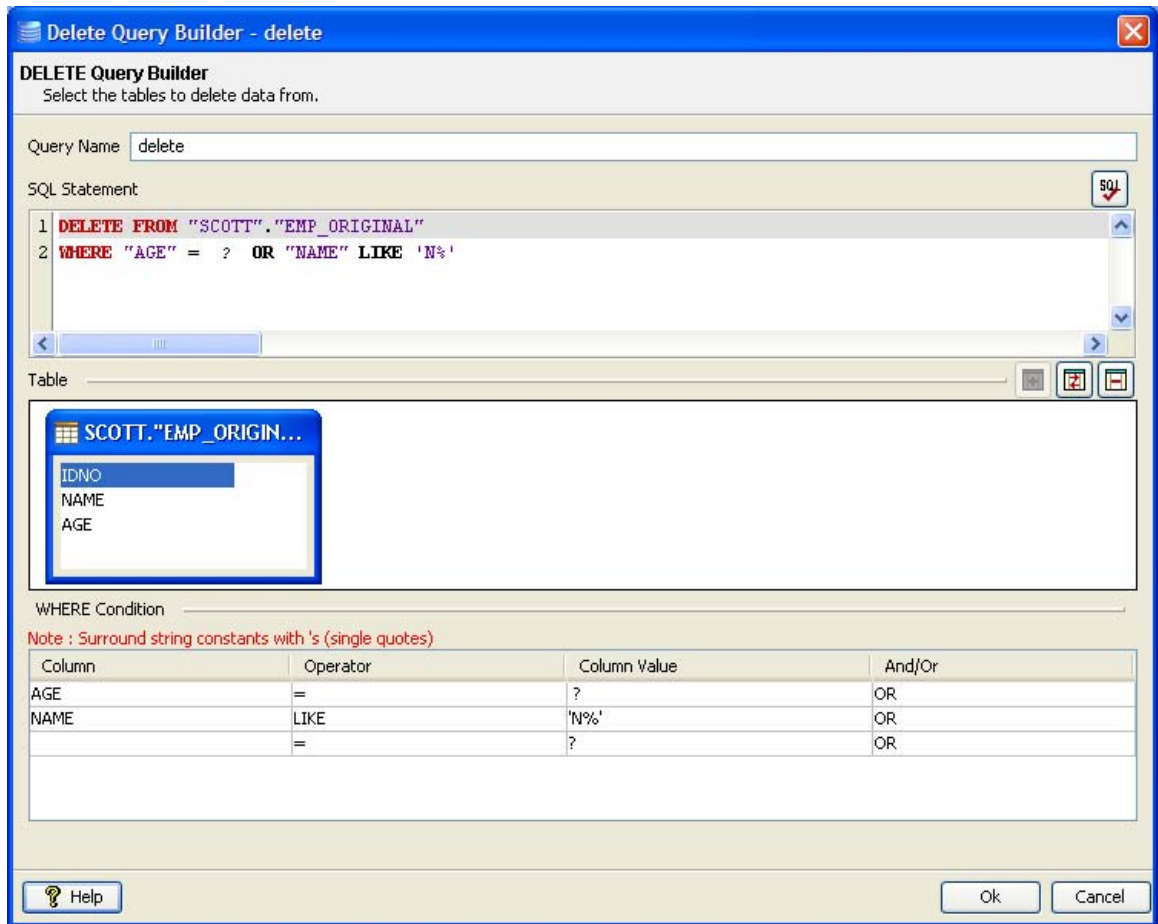 Delete Query Builder - delete
DELETE Query Builder
Select the tables to delete data from.
Query Name delete
SQL Statement
SQL
1 DELETE FROM "SCOTT"."EMP_ORIGINAL"
2 WHERE "AGE" = ? OR "NAME" LIKE 'N%'
Table
SCOTT."EMP_ORIGIN...
IDNO
NAME
AGE
WHERE Condition
Note : Surround string constants with 's (single quotes)
Column Operator Column Value And/Or
AGE = ? OR
NAME LIKE 'N%' OR
= ? OR
Help Ok Cancel